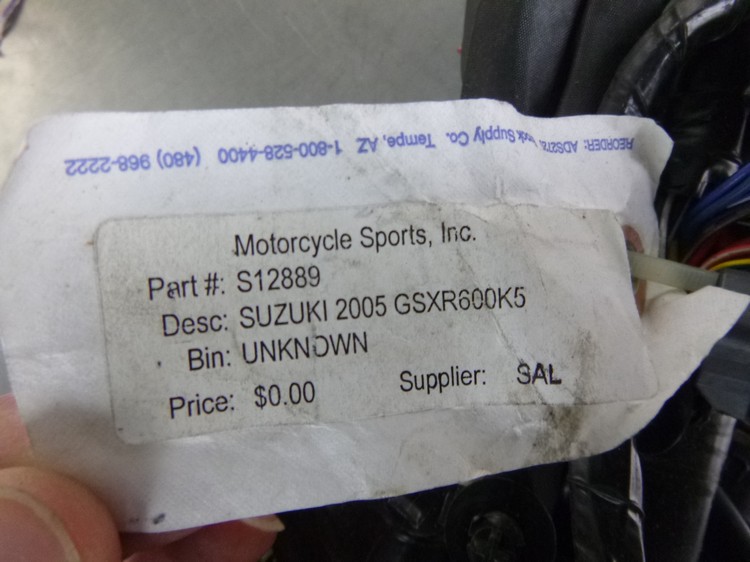 REORDER: ADS272 Supply Co. Tempe, AZ 1-800-528-4400 (480) 968-2222
Motorcycle Sports, Inc.
Part #: S12889
Desc: SUZUKI 2005 GSXR600K5
Bin: UNKNOWN
Price: $0.00 Supplier: SAL